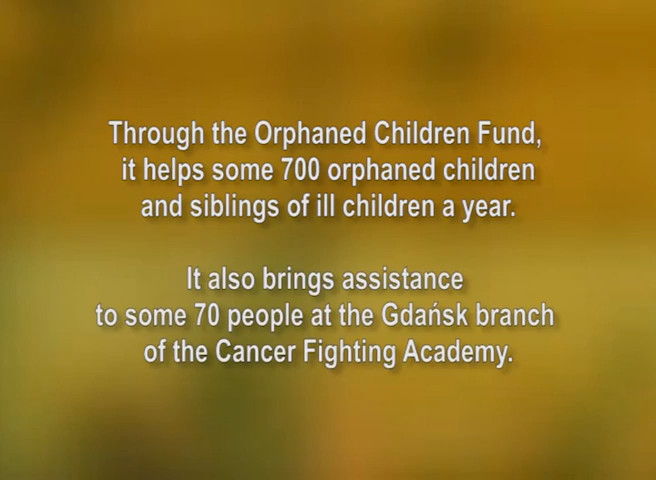 Through the Orphaned Children Fund,
it helps some 700 orphaned children
and siblings of ill children a year.
It also brings assistance
to some 70 people at the Gdańsk branch
of the Cancer Fighting Academy.